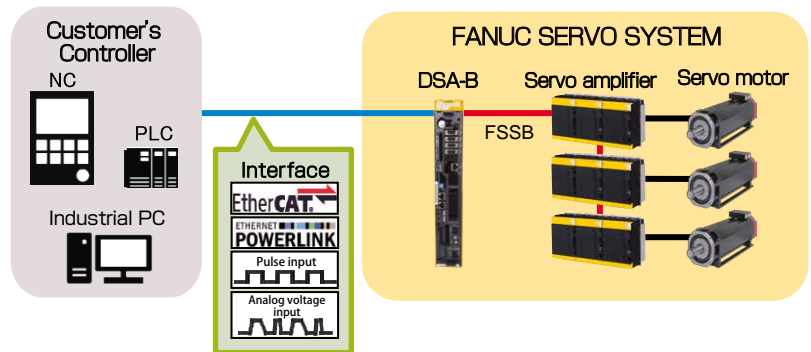 Customer's
Controller
NC
PLC
Industrial PC
Interface
EtherCAT®
ETHERNET
POWERLINK
Pulse input
Analog voltage
input
FANUC SERVO SYSTEM
DSA-B
Servo amplifier
Servo motor
FSSB